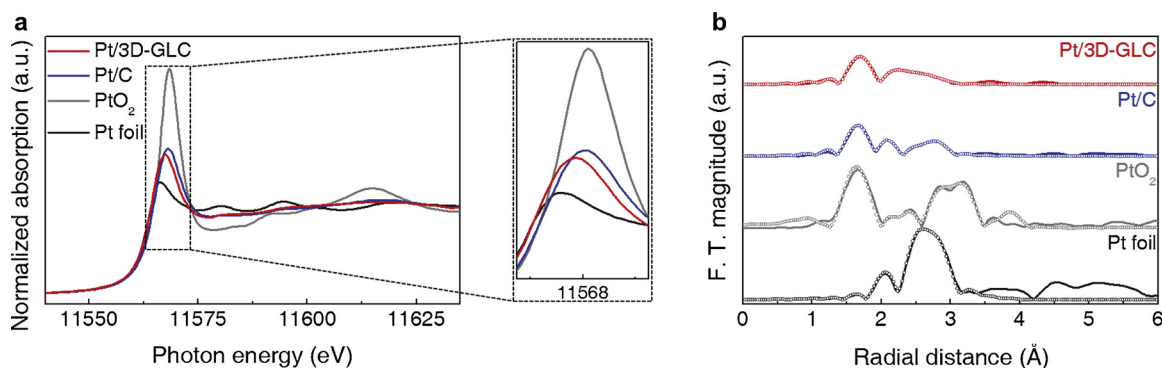 a
Normalized absorption (a.u.)
Pt/3D-GLC
Pt/C
PtO₂
Pt foil
11568
11550 11575 11600 11625
Photon energy (eV)
b
F. T. magnitude (a.u.)
Pt/3D-GLC
Pt/C
PtO₂
Pt foil
0 1 2 3 4 5 6
Radial distance (Å)